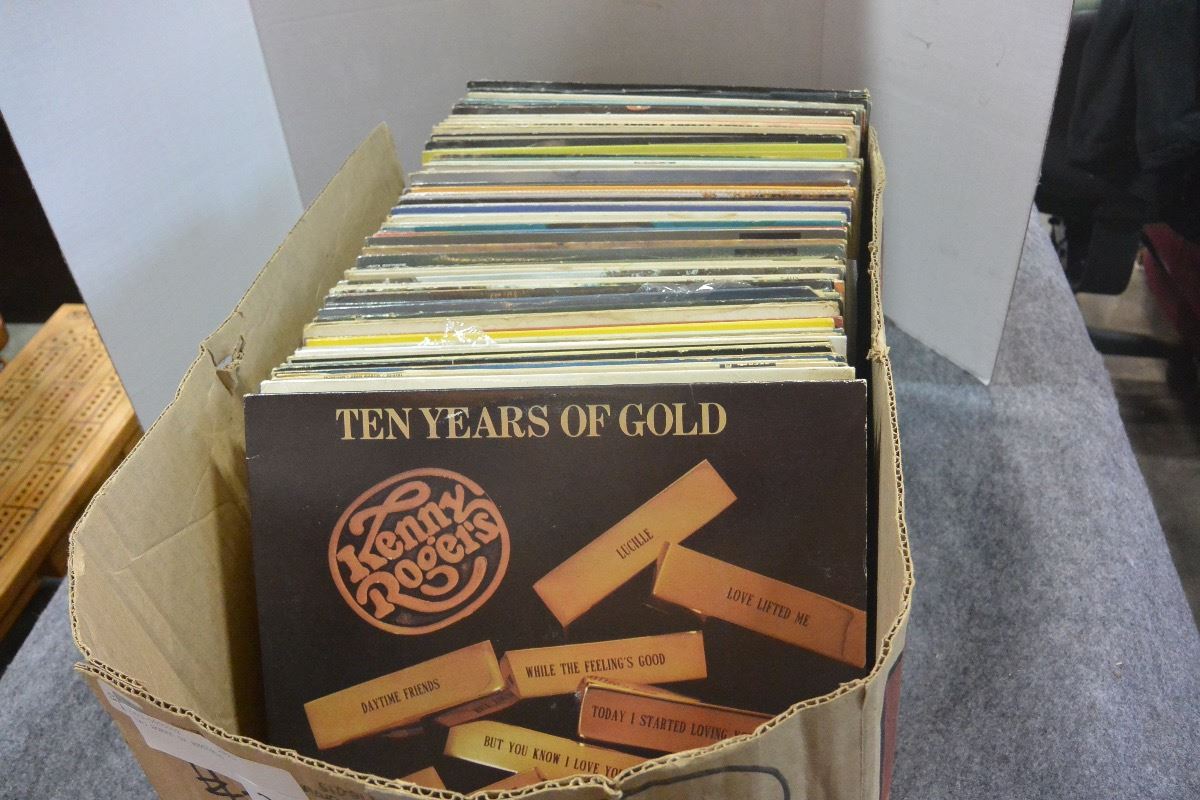 TEN YEARS OF GOLD
Kenny
Rogers
LUCILLE
LOVE LIFTED ME
WHILE THE FEELING'S GOOD
DAYTIME FRIENDS
TODAY I STARTED LOVING
BUT YOU KNOW I LOVE YOU